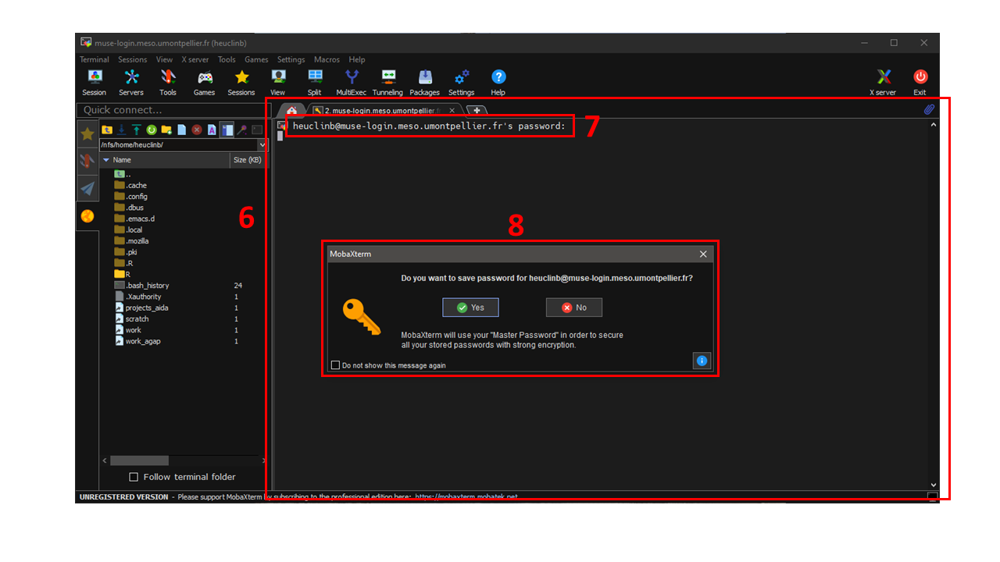 muse-login.meso.umontpellier.fr (heuclinb)
Terminal Sessions View X server Tools Games Settings Macros Help
Session Servers Tools Games Sessions View Split MultiExec Tunneling Packages Settings Help X server Exit
Quick connect...
2. muse-login.meso.umontpellier.f
heuclinb@muse-login.meso.umontpellier.fr's password:
7
/nfs/home/heuclinb/
Name Size (KB)
..
.cache
.config
.dbus
.emacs.d
.local
.mozilla
.pki
.R
R
.bash_history 24
.Xauthority 1
projects_aida 1
scratch 1
work 1
work_agap 1
6
8
MobaXterm
Do you want to save password for heuclinb@muse-login.meso.umontpellier.fr?
Yes No
MobaXterm will use your "Master Password" in order to secure
all your stored passwords with strong encryption.
Do not show this message again
Follow terminal folder
UNREGISTERED VERSION - Please support MobaXterm by subscribing to the professional edition here: https://mobaxterm.mobatek.net